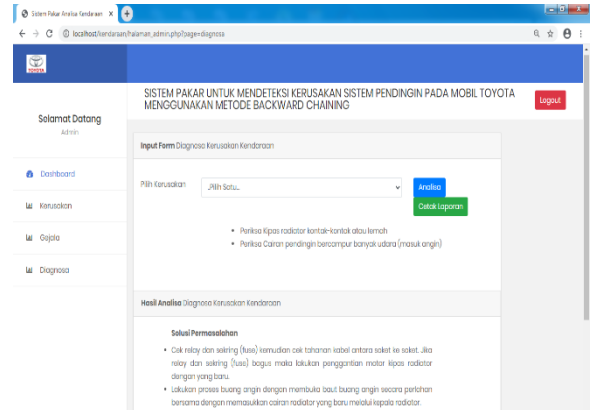 Sistem Pakar Analisa Kendaraan
localhost/kendaraan/halaman_admin.php?page=diagnosa
TOYOTA
SISTEM PAKAR UNTUK MENDETEKSI KERUSAKAN SISTEM PENDINGIN PADA MOBIL TOYOTA
MENGGUNAKAN METODE BACKWARD CHAINING
Logout
Selamat Datang
Admin
Input Form Diagnosa Kerusakan Kendaraan
Dashboard
Pilih Kerusakan
.Pilih Satu..
Analisa
Kerusakan
Cetak Laporan
Gejala
Periksa Kipas radiator kontak-kontak atau lemah
Periksa Cairan pendingin bercampur banyak udara (masuk angin)
Diagnosa
Hasil Analisa Diagnosa Kerusakan Kendaraan
Solusi Permasalahan
Cek relay dan sekring (fuse) kemudian cek tahanan kabel antara soket ke soket. Jika
relay dan sekring (fuse) bagus maka lakukan penggantian motor kipas radiator
dengan yang baru.
Lakukan proses buang angin dengan membuka baut buang angin secara perlahan
bersama dengan memasukkan cairan radiator yang baru melalui kepala radiator.